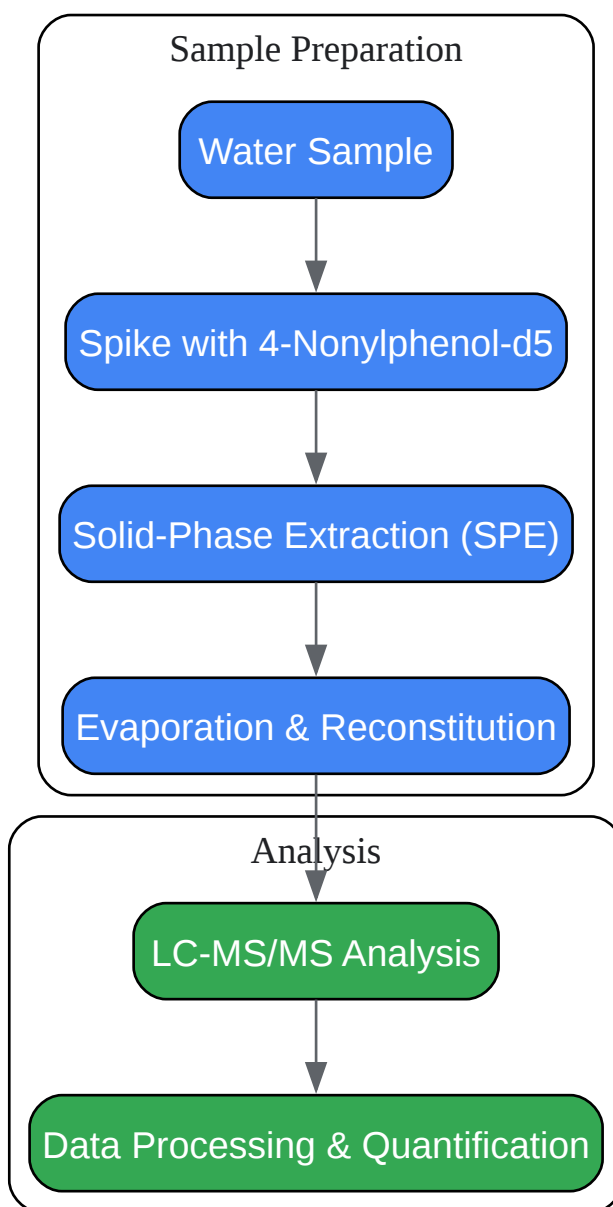 Sample Preparation
Water Sample
Spike with 4-Nonylphenol-d5
Solid-Phase Extraction (SPE)
Evaporation & Reconstitution
Analysis
LC-MS/MS Analysis
Data Processing & Quantification